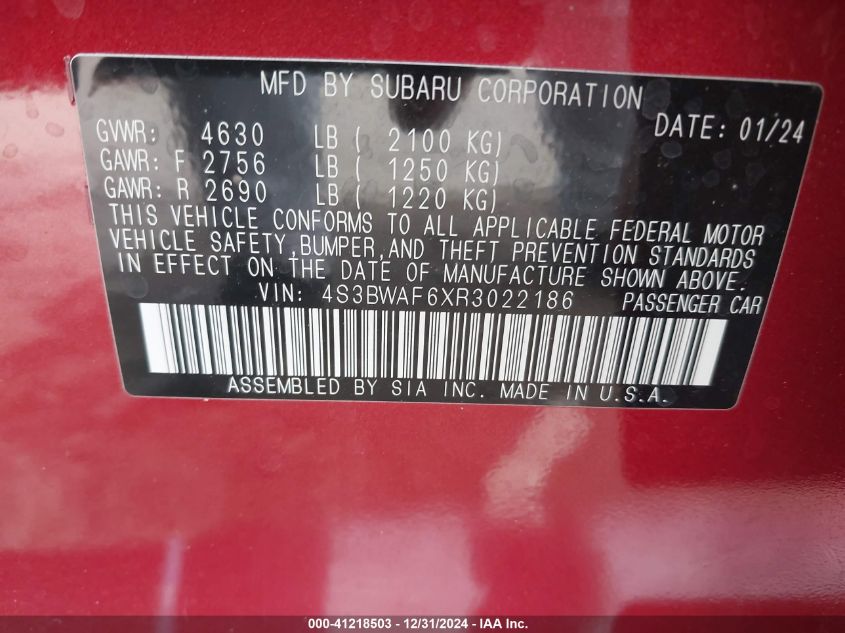 MFD BY SUBARU CORPORATION
DATE: 01/24
GVWR: 4630 LB ( 2100 KG)
GAWR: F 2756 LB ( 1250 KG)
GAWR: R 2690 LB ( 1220 KG)
THIS VEHICLE CONFORMS TO ALL APPLICABLE FEDERAL MOTOR
VEHICLE SAFETY,BUMPER,AND THEFT PREVENTION STANDARDS
IN EFFECT ON THE DATE OF MANUFACTURE SHOWN ABOVE.
VIN: 4S3BWAF6XR3022186 PASSENGER CAR
ASSEMBLED BY SIA INC. MADE IN U.S.A.
000-41218503 - 12/31/2024 - IAA Inc.